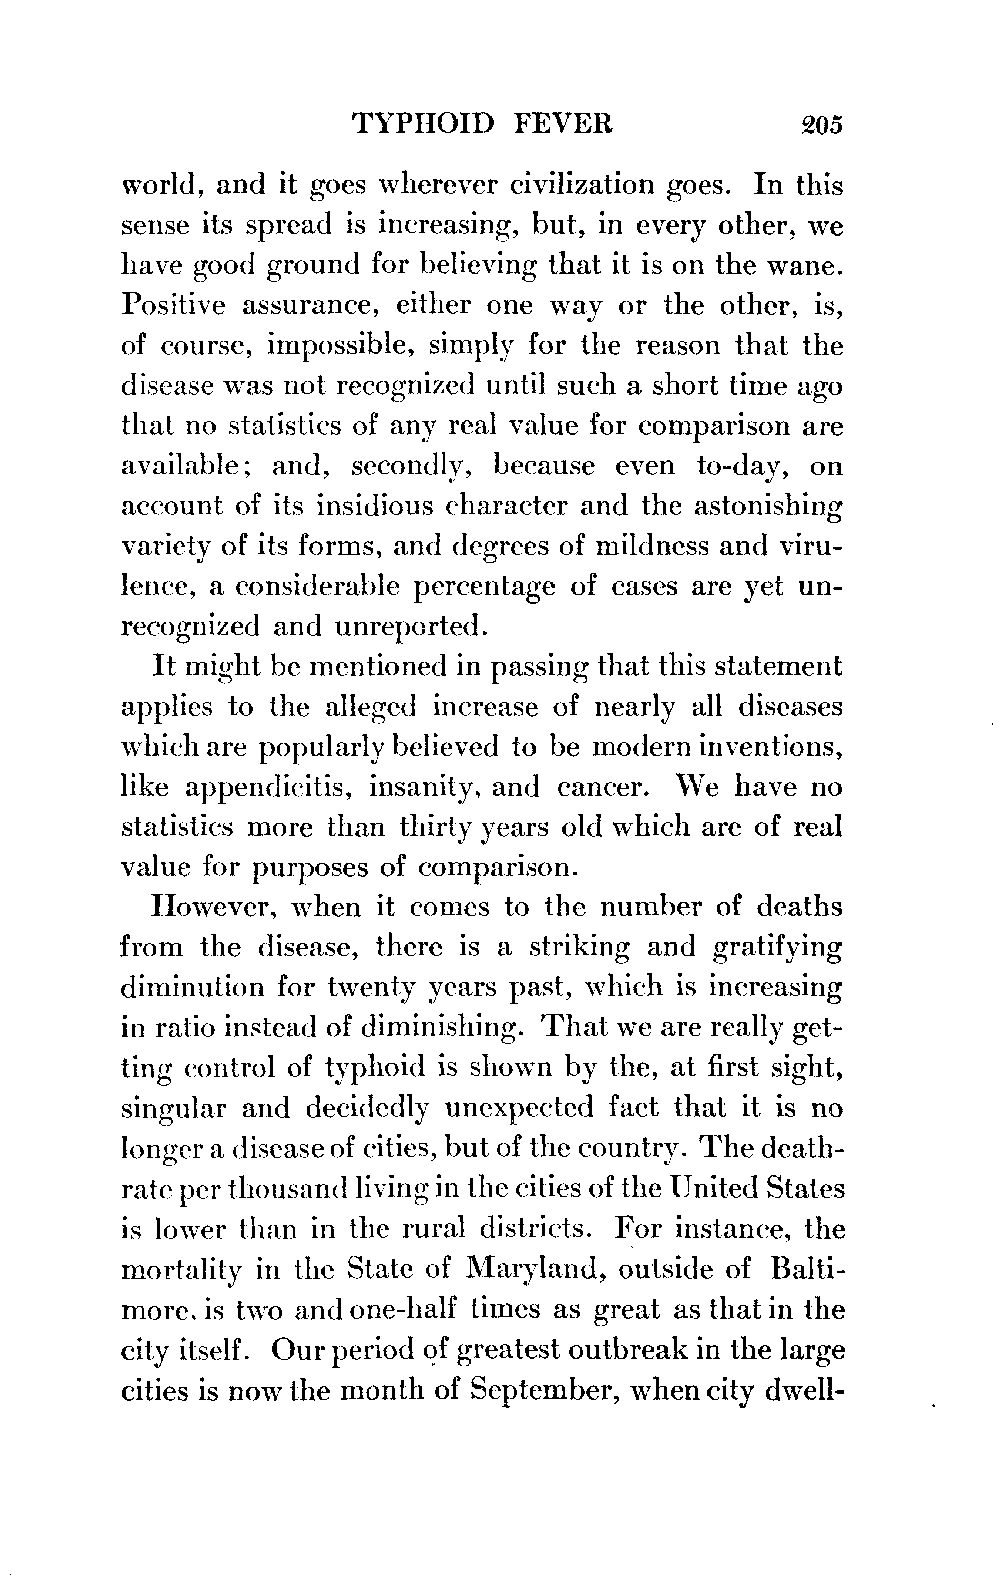 TYPHOID FEVER 205
world, and it goes wherever civilization goes. In this
sense its spread is increasing, but, in every other, we
have good ground for believing that it is on the wane.
Positive assurance, either one way or the other, is,
of course, impossible, simply for the reason that the
disease was not recognized until such a short time ago
that no statistics of any real value for comparison are
available; and, secondly, because even to-day, on
account of its insidious character and the astonishing
variety of its forms, and degrees of mildness and viru-
lence, a considerable percentage of cases are yet un-
recognized and unreported.
It might be mentioned in passing that this statement
applies to the alleged increase of nearly all diseases
which are popularly believed to be modern inventions,
like appendicitis, insanity, and cancer. We have no
statistics more than thirty years old which are of real
value for purposes of comparison.
However, when it comes to the number of deaths
from the disease, there is a striking and gratifying
diminution for twenty years past, which is increasing
in ratio instead of diminishing. That we are really get-
ting control of typhoid is shown by the, at first sight,
singular and decidedly unexpected fact that it is no
longer a disease of cities, but of the country. The death-
rate per thousand living in the cities of the United States
is lower than in the rural districts. For instance, the
mortality in the State of Maryland, outside of Balti-
more, is two and one-half times as great as that in the
city itself. Our period of greatest outbreak in the large
cities is now the month of September, when city dwell-